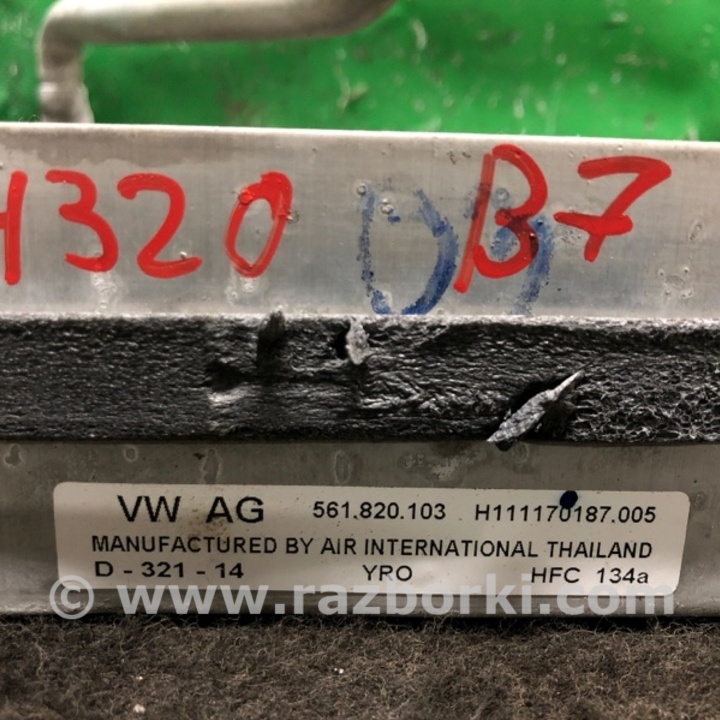 H320 B7
VW AG 561.820.103 H111170187.005
MANUFACTURED BY AIR INTERNATIONAL THAILAND
D - 321 - 14 YRO HFC 134a
© www.razborki.com